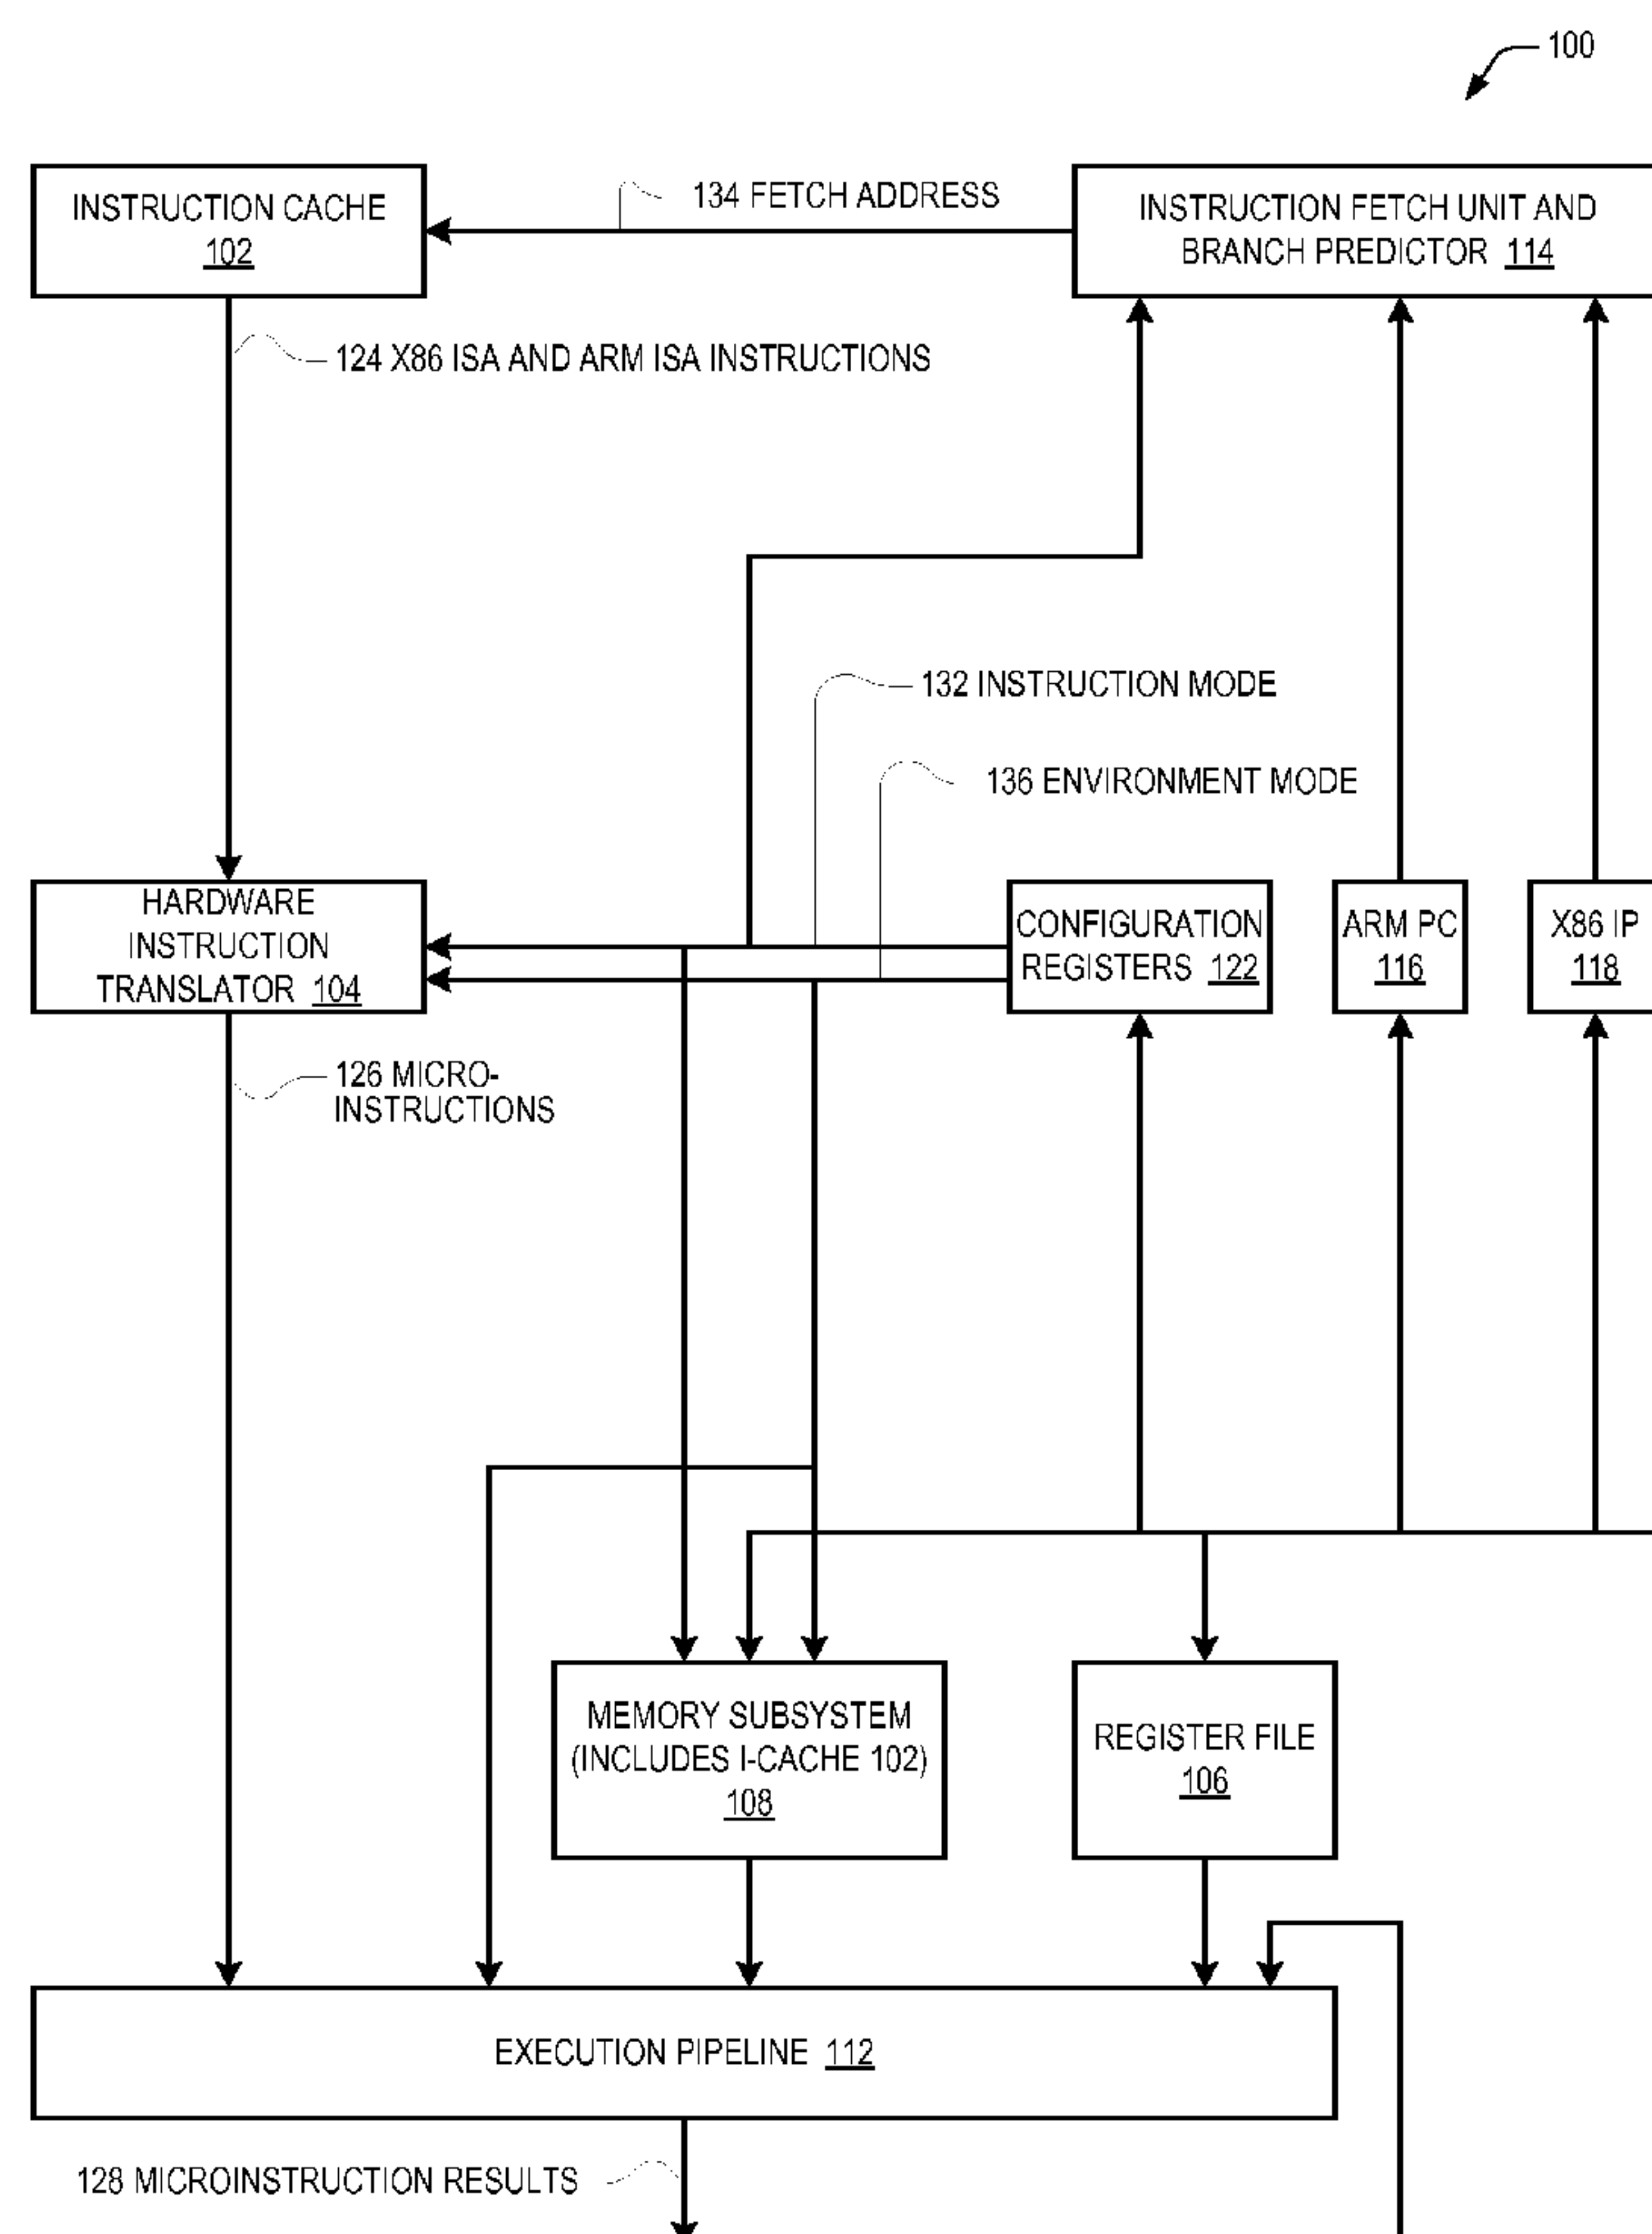 100
INSTRUCTION CACHE
102
134 FETCH ADDRESS
INSTRUCTION FETCH UNIT AND
BRANCH PREDICTOR 114
124 X86 ISA AND ARM ISA INSTRUCTIONS
132 INSTRUCTION MODE
136 ENVIRONMENT MODE
HARDWARE
INSTRUCTION
TRANSLATOR 104
CONFIGURATION
REGISTERS 122
ARM PC
116
X86 IP
118
126 MICRO-
INSTRUCTIONS
MEMORY SUBSYSTEM
(INCLUDES I-CACHE 102)
108
REGISTER FILE
106
EXECUTION PIPELINE 112
128 MICROINSTRUCTION RESULTS